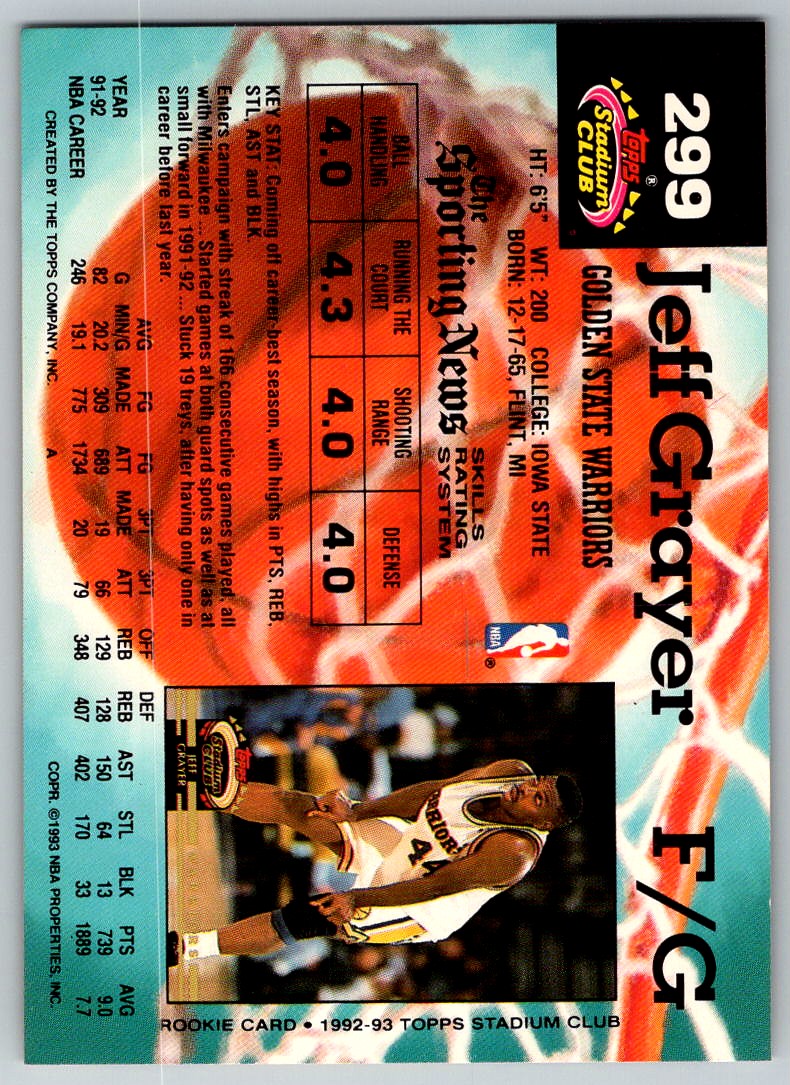 299
Jeff Grayer F/G
TOPPS ®
Stadium
CLUB
GOLDEN STATE WARRIORS
HT: 6'5" WT: 200 COLLEGE: IOWA STATE
BORN: 12-17-65, FLINT, MI
NBA ®
The
Sporting News
SKILLS
RATING
SYSTEM
BALL HANDLING RUNNING THE COURT SHOOTING RANGE DEFENSE
4.0 4.3 4.0 4.0
KEY STAT: Coming off career-best season, with highs in PTS, REB,
STL, AST and BLK
Enters campaign with streak of 166 consecutive games played, all
with Milwaukee ... Started games at both guard spots as well as at
small forward in 1991-92 ... Stuck 19 treys, after having only one in
career before last year.
WARRIORS
44
TOPPS
Stadium
CLUB
JEFF
GRAYER
ROOKIE CARD • 1992-93 TOPPS STADIUM CLUB
AVG FG FG 3PT 3PT OFF DEF
YEAR G MIN/G MADE ATT MADE ATT REB REB AST STL BLK PTS AVG
91-92 82 20.2 309 689 19 66 129 128 150 64 13 739 9.0
NBA CAREER 246 19.1 775 1734 20 79 348 407 402 170 33 1889 7.7
CREATED BY THE TOPPS COMPANY, INC. A COPR. ©1993 NBA PROPERTIES, INC.